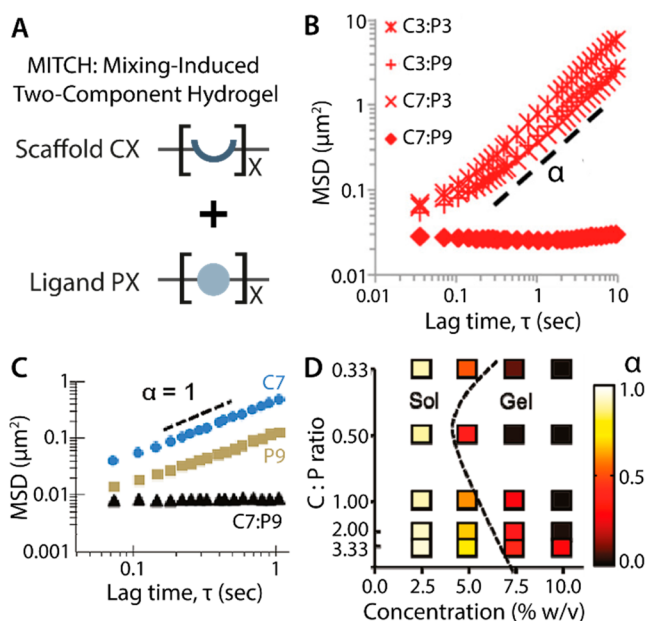 A
MITCH: Mixing-Induced
Two-Component Hydrogel
Scaffold CX
[ ]X
+
Ligand PX
[ ]X
B
C3:P3
C3:P9
C7:P3
C7:P9
α
MSD (µm²)
10
1
0.1
0.01
0.01
0.1
1
10
Lag time, τ (sec)
C
α = 1
C7
P9
C7:P9
MSD (µm²)
1
0.1
0.01
0.001
0.1
1
Lag time, τ (sec)
D
Sol
Gel
C : P ratio
0.33
0.50
1.00
2.00
3.33
0.0
2.5
5.0
7.5
10.0
Concentration (% w/v)
α
1.0
0.5
0.0